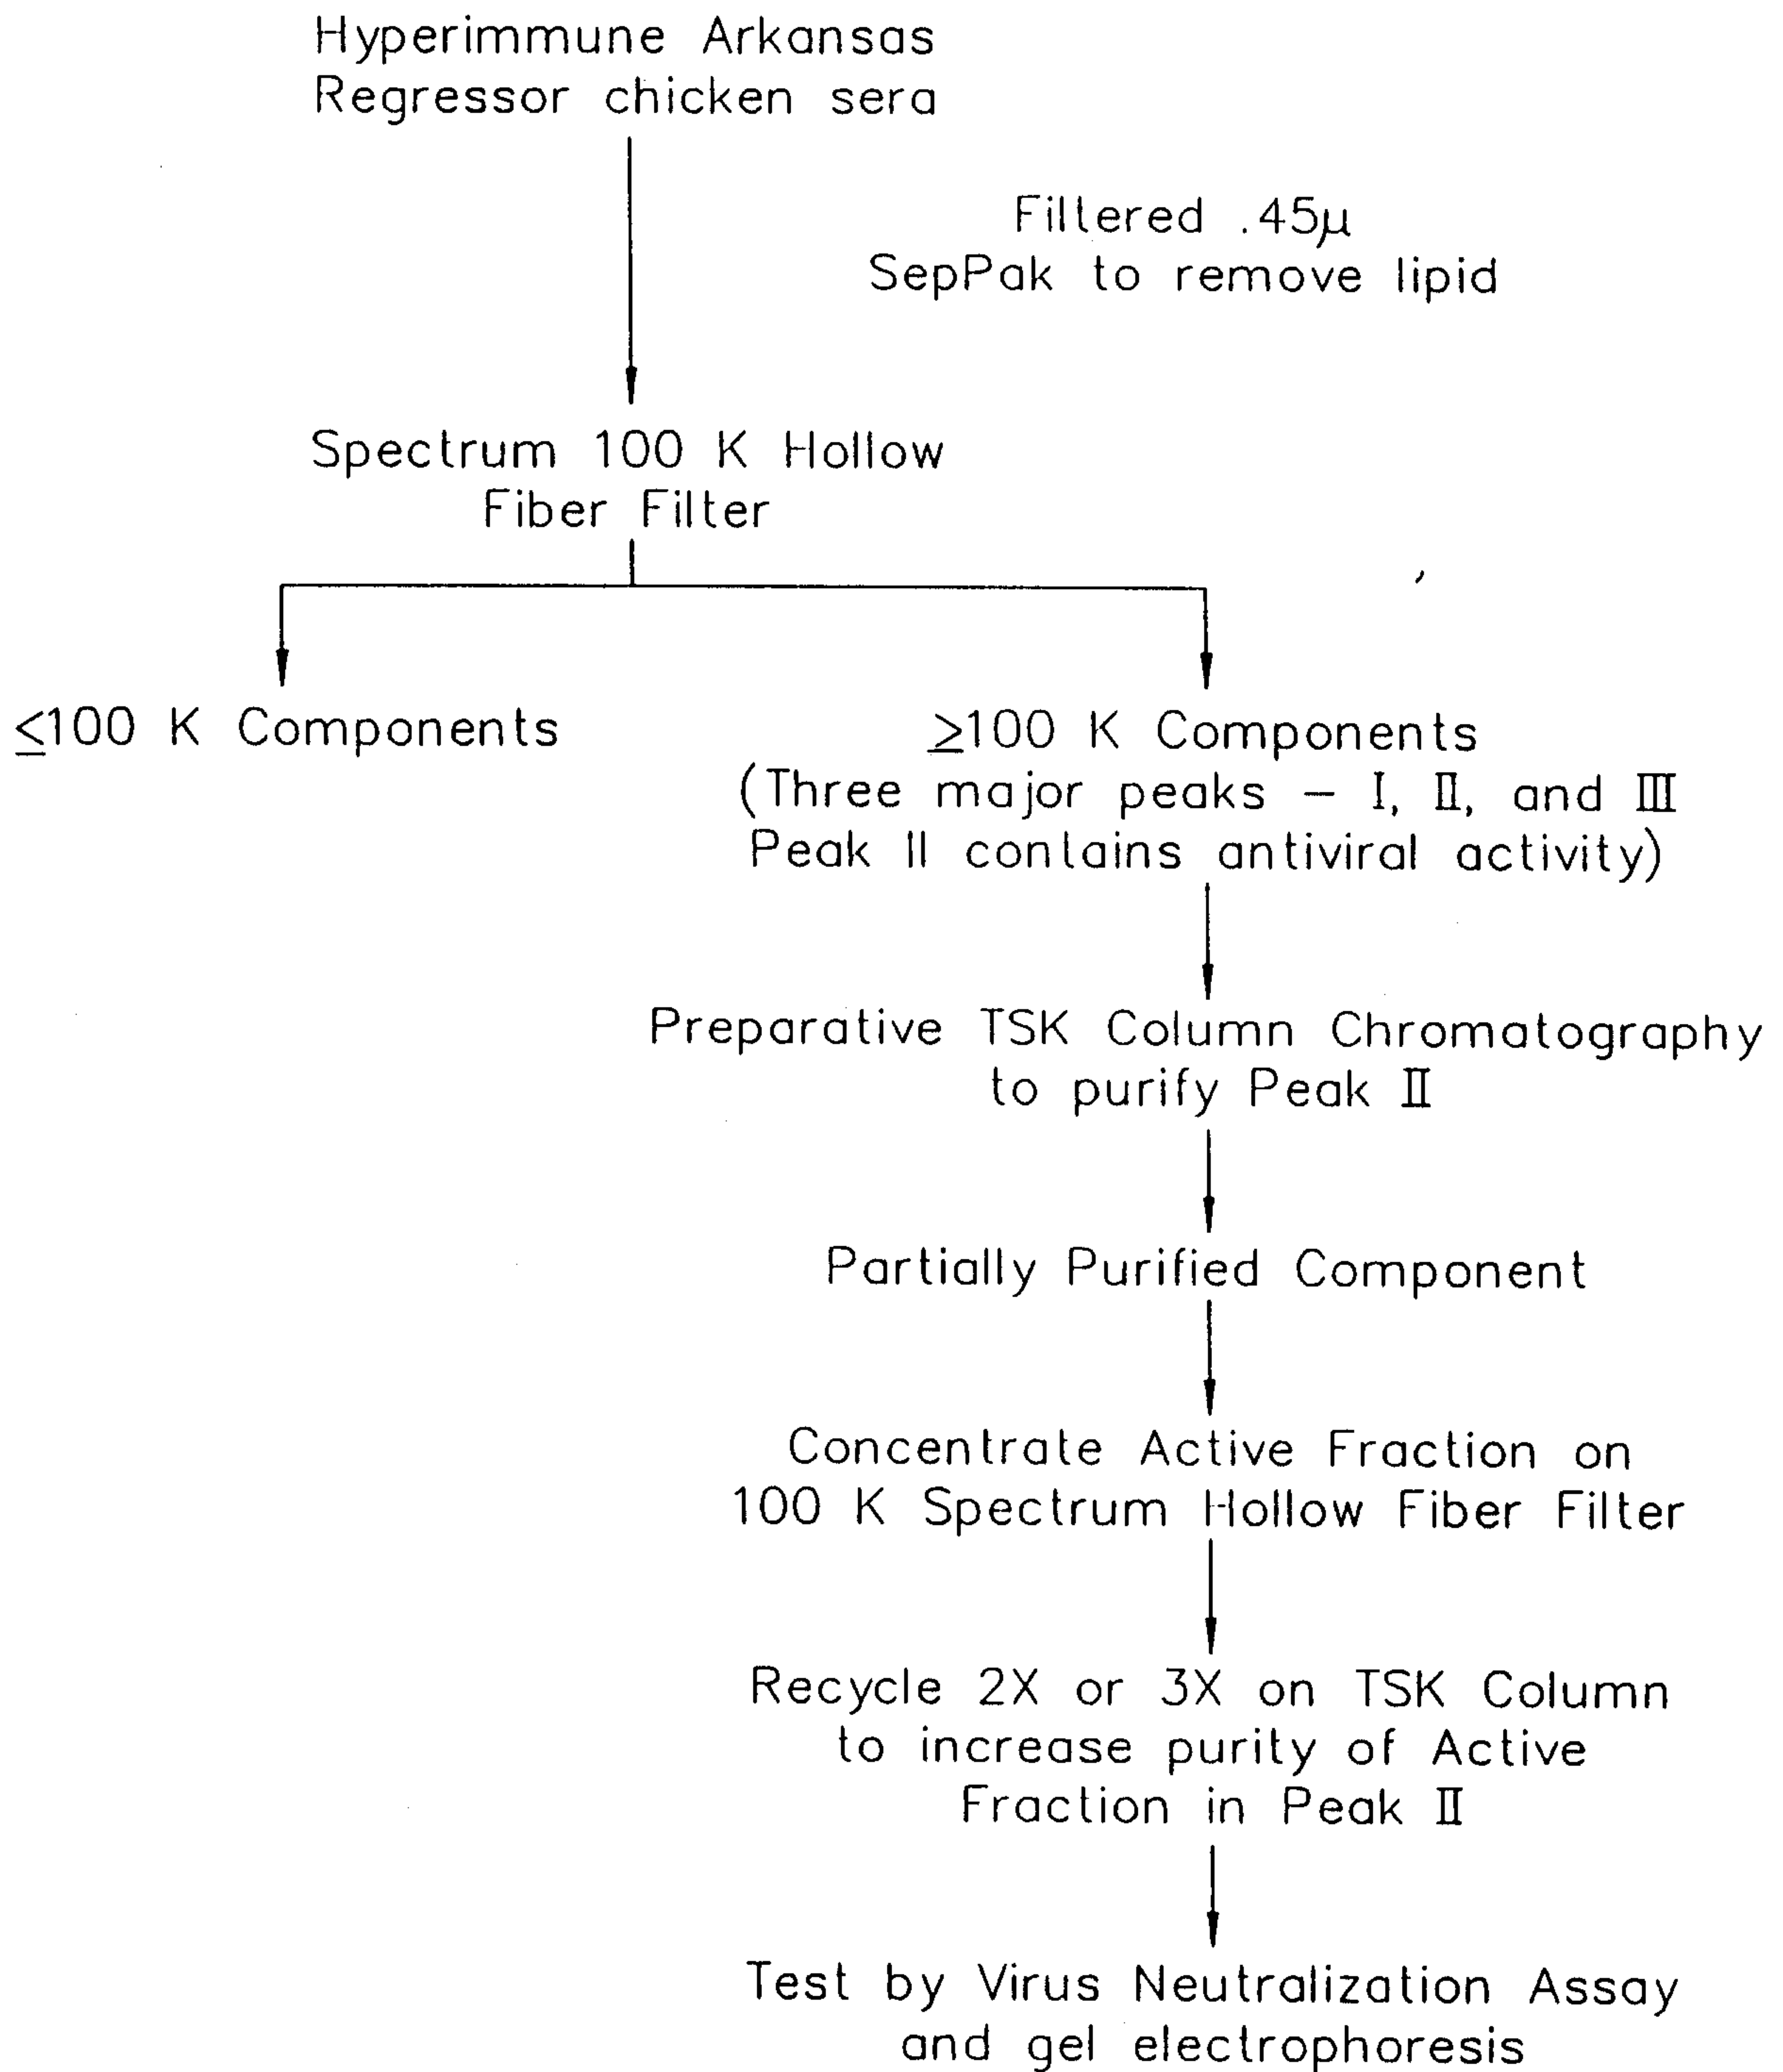 Hyperimmune Arkansas
Regressor chicken sera
Filtered .45µ
SepPak to remove lipid
Spectrum 100 K Hollow
Fiber Filter
≤100 K Components
≥100 K Components
(Three major peaks – I, II, and III
Peak II contains antiviral activity)
Preparative TSK Column Chromatography
to purify Peak II
Partially Purified Component
Concentrate Active Fraction on
100 K Spectrum Hollow Fiber Filter
Recycle 2X or 3X on TSK Column
to increase purity of Active
Fraction in Peak II
Test by Virus Neutralization Assay
and gel electrophoresis